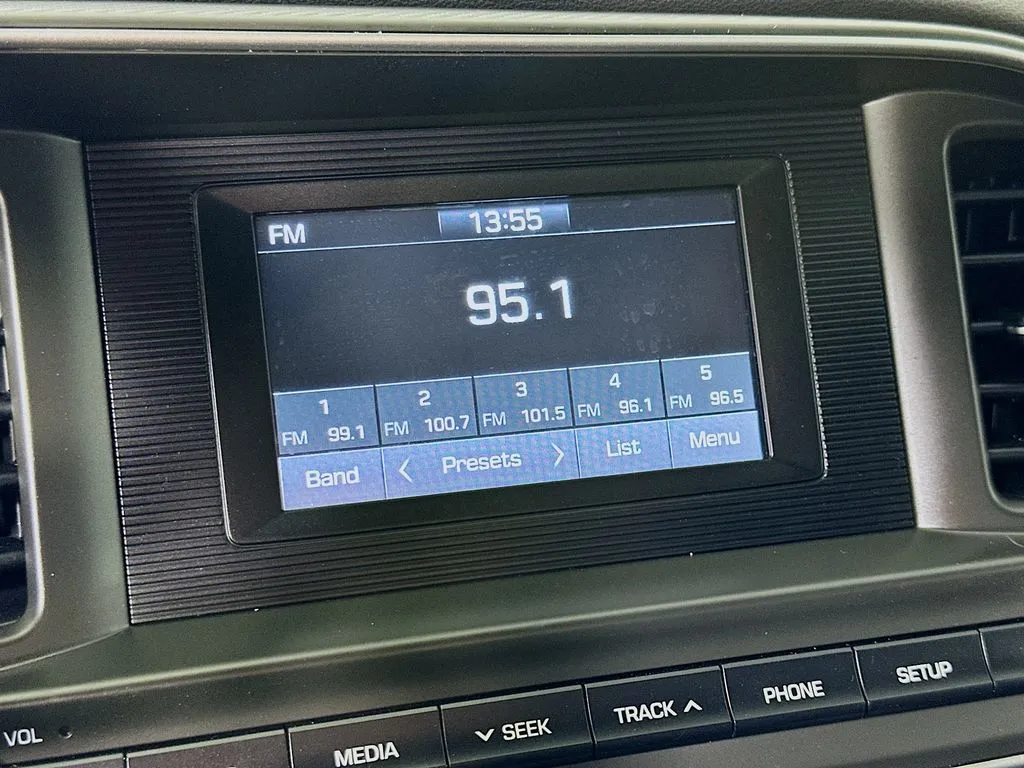 FM 13:55
95.1
1 2 3 4 5
FM 99.1 FM 100.7 FM 101.5 FM 96.1 FM 96.5
Band < Presets > List Menu
VOL MEDIA SEEK TRACK PHONE SETUP